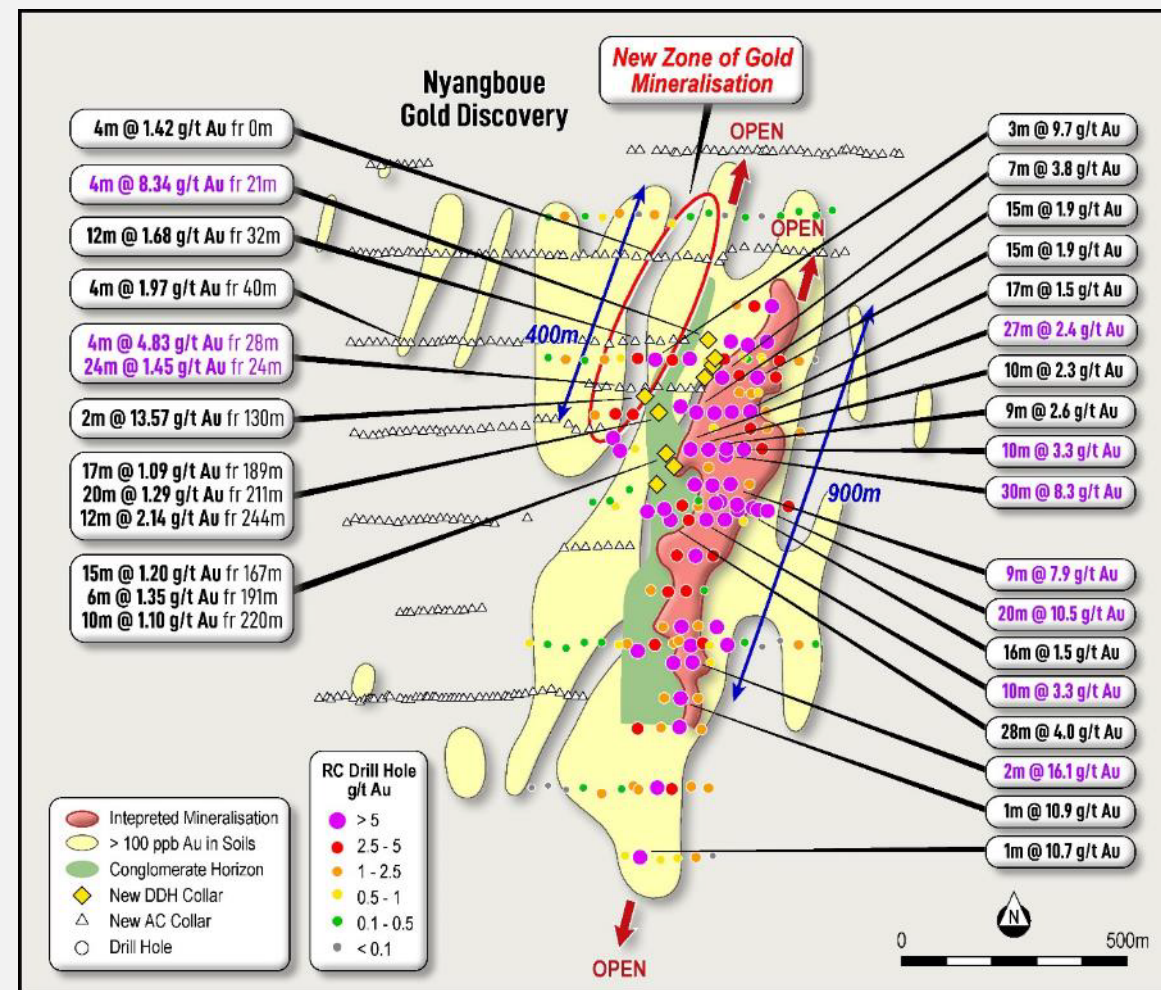 Nyangboue
Gold Discovery
New Zone of Gold
Mineralisation
OPEN
OPEN
4m @ 1.42 g/t Au fr 0m
4m @ 8.34 g/t Au fr 21m
12m @ 1.68 g/t Au fr 32m
4m @ 1.97 g/t Au fr 40m
4m @ 4.83 g/t Au fr 28m
24m @ 1.45 g/t Au fr 24m
2m @ 13.57 g/t Au fr 130m
17m @ 1.09 g/t Au fr 189m
20m @ 1.29 g/t Au fr 211m
12m @ 2.14 g/t Au fr 244m
15m @ 1.20 g/t Au fr 167m
6m @ 1.35 g/t Au fr 191m
10m @ 1.10 g/t Au fr 220m
400m
900m
3m @ 9.7 g/t Au
7m @ 3.8 g/t Au
15m @ 1.9 g/t Au
15m @ 1.9 g/t Au
17m @ 1.5 g/t Au
27m @ 2.4 g/t Au
10m @ 2.3 g/t Au
9m @ 2.6 g/t Au
10m @ 3.3 g/t Au
30m @ 8.3 g/t Au
9m @ 7.9 g/t Au
20m @ 10.5 g/t Au
16m @ 1.5 g/t Au
10m @ 3.3 g/t Au
28m @ 4.0 g/t Au
2m @ 16.1 g/t Au
1m @ 10.9 g/t Au
1m @ 10.7 g/t Au
Intepreted Mineralisation
> 100 ppb Au in Soils
Conglomerate Horizon
New DDH Collar
New AC Collar
Drill Hole
RC Drill Hole
g/t Au
> 5
2.5 - 5
1 - 2.5
0.5 - 1
0.1 - 0.5
< 0.1
OPEN
N
0 500m